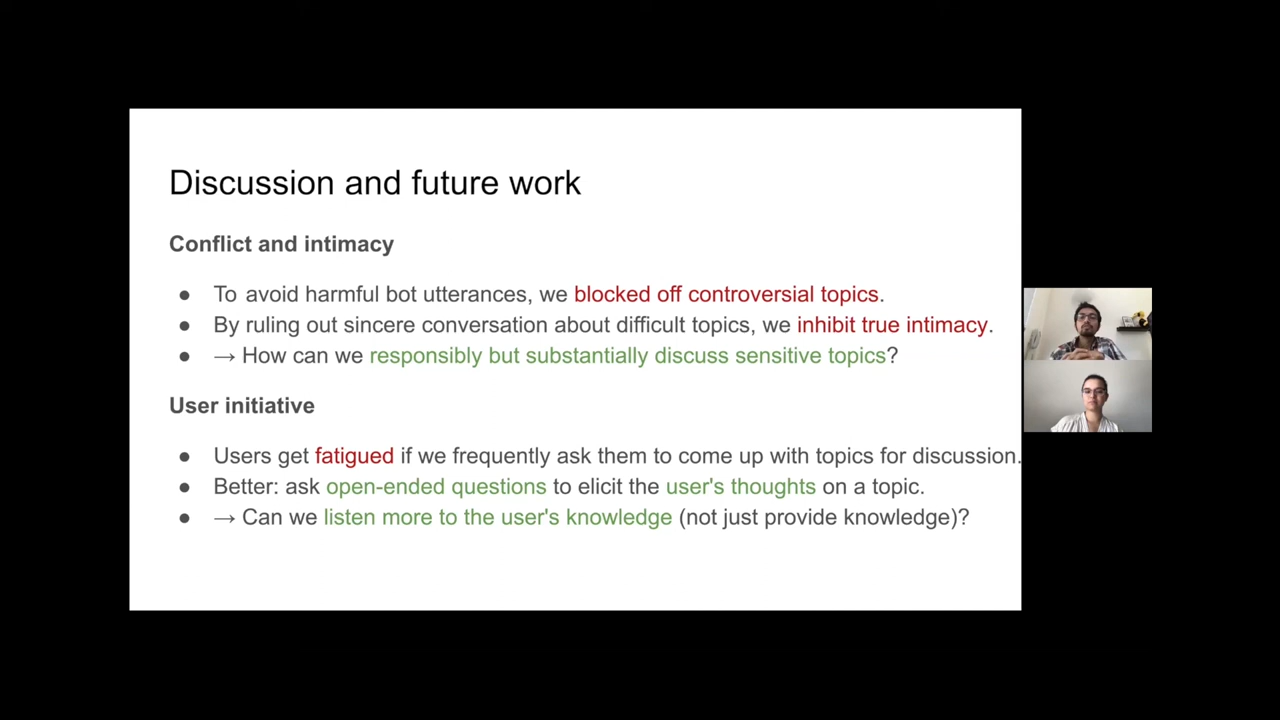 Discussion and future work
Conflict and intimacy
● To avoid harmful bot utterances, we blocked off controversial topics.
● By ruling out sincere conversation about difficult topics, we inhibit true intimacy.
● → How can we responsibly but substantially discuss sensitive topics?
User initiative
● Users get fatigued if we frequently ask them to come up with topics for discussion.
● Better: ask open-ended questions to elicit the user's thoughts on a topic.
● → Can we listen more to the user's knowledge (not just provide knowledge)?